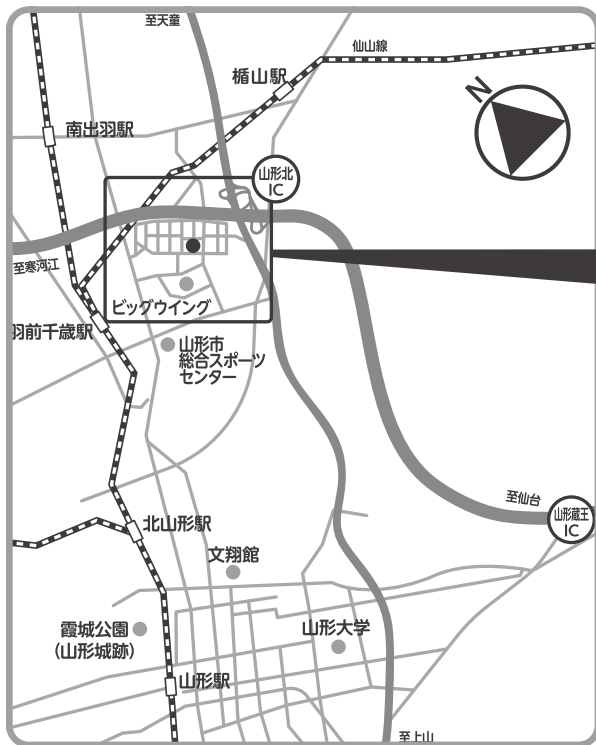 至天童
仙山線
楯山駅
N
南出羽駅
山形北
IC
至寒河江
ビッグウイング
羽前千歳駅
山形市
総合スポーツ
センター
至仙台
山形蔵王
IC
北山形駅
文翔館
霞城公園
(山形城跡)
山形大学
山形駅
至上山